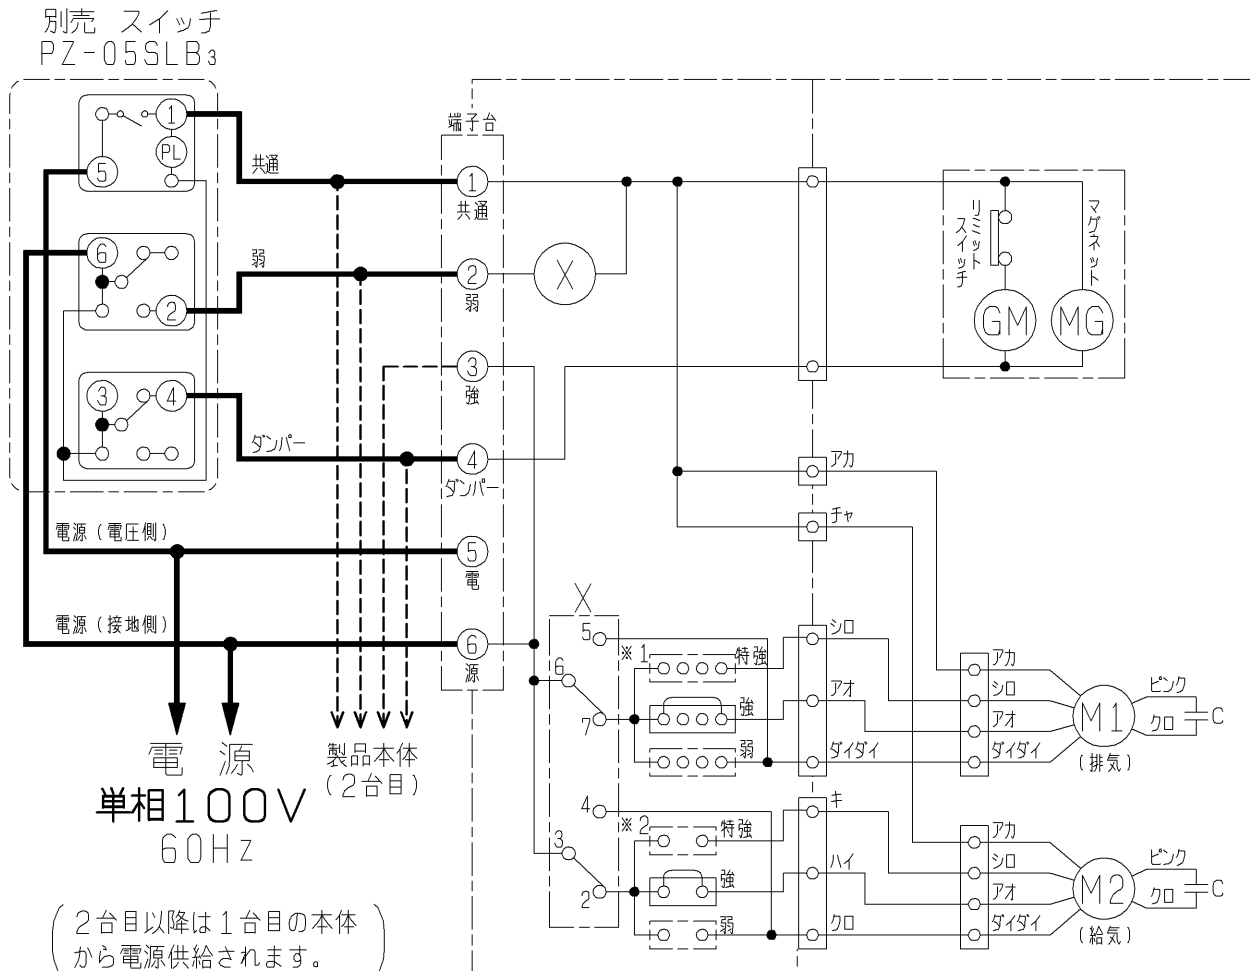 別売 スイッチ
PZ-05SLB₃
1
PL
5
6
2
3
4
共通
弱
ダンパー
電源(電圧側)
電源(接地側)
端子台
1
共通
2
弱
3
強
4
ダンパー
5
電
6
源
X
リミット
スイッチ
マグネット
GM
MG
アカ
チャ
X
5
6
7
※1
特強
強
弱
シロ
アオ
ダイダイ
アカ
シロ
アオ
ダイダイ
M1
(排気)
ピンク
クロ
C
4
3
2
※2
特強
強
弱
キ
ハイ
クロ
アカ
シロ
アオ
ダイダイ
M2
(給気)
ピンク
クロ
C
電 源
単相100V
60Hz
製品本体
(2台目)
(2台目以降は1台目の本体
から電源供給されます。)